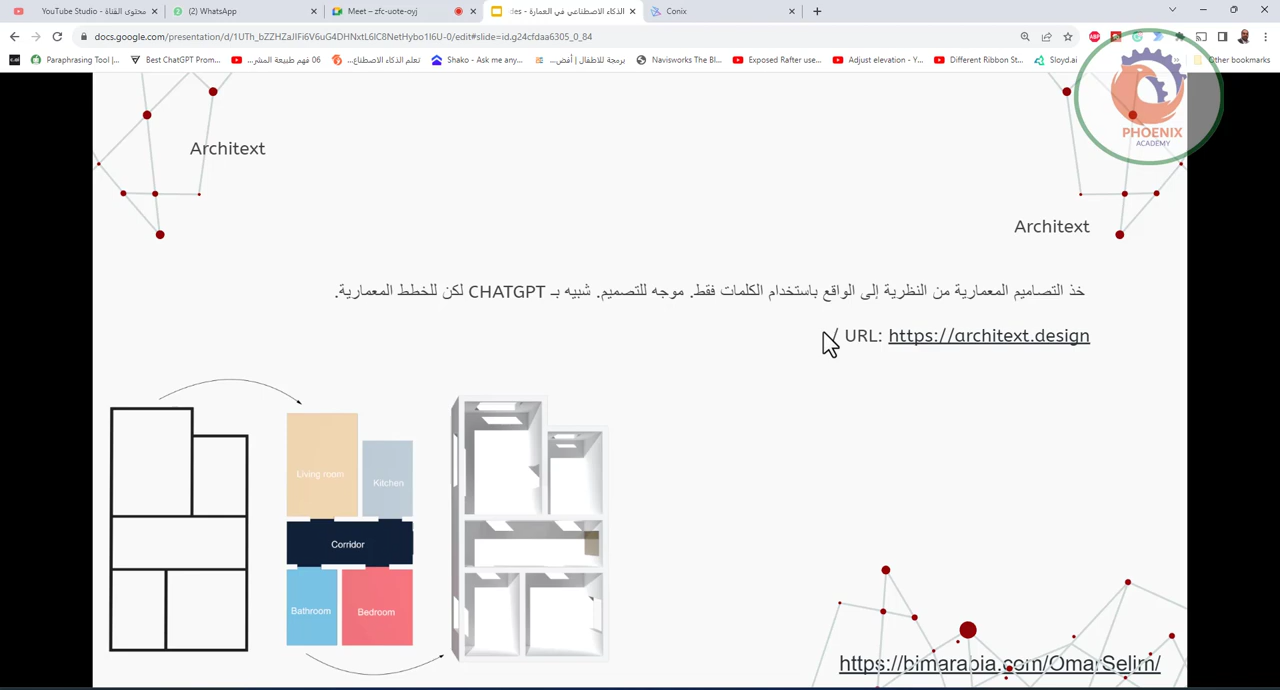 YouTube Studio - محتوى القناة
(2) WhatsApp
Meet – zfc-uote-oyj
الذكاء الاصطناعي في العمارة - des
Conix
docs.google.com/presentation/d/1UTh_bZZHZaJIFi6V6uG4DHNxtL6IC8NetHybo1I6U-0/edit#slide=id.g24cfdaa6305_0_84
Paraphrasing Tool |...
Best ChatGPT Prom...
06 فهم طبيعة المشر...
تعلم الذكاء الاصطناع...
Shako - Ask me any...
برمجة للاطفال | أفض...
Navisworks The Bl...
Exposed Rafter use...
Adjust elevation - Y...
Different Ribbon St...
Sloyd.ai
»
Other bookmarks
ABP
PHOENIX
ACADEMY
Architext
Architext
خذ التصاميم المعمارية من النظرية إلى الواقع باستخدام الكلمات فقط. موجه للتصميم. شبيه بـ CHATGPT لكن للخطط المعمارية.
/ URL: https://architext.design
Living room
Kitchen
Corridor
Bathroom
Bedroom
https://bimarabia.com/OmarSelim/